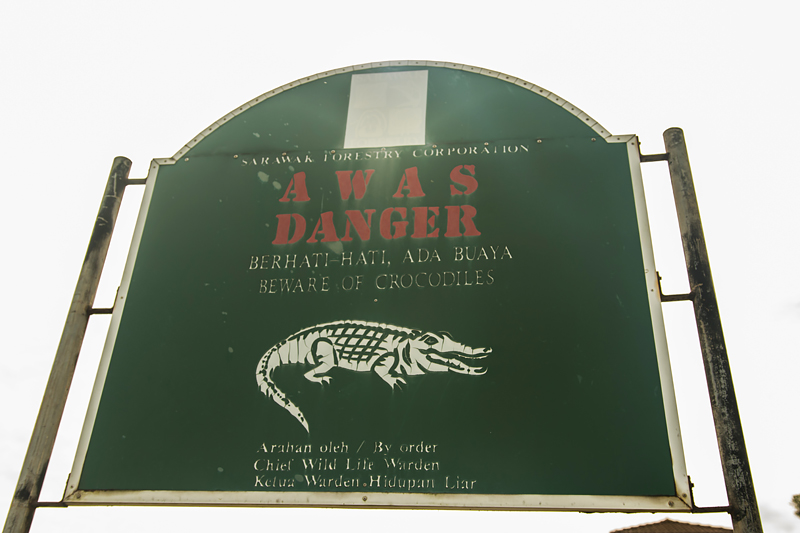 SARAWAK FORESTRY CORPORATION
AWAS
DANGER
BERHATI-HATI, ADA BUAYA
BEWARE OF CROCODILES
Arahan oleh / By order
Chief Wild Life Warden
Ketua Warden Hidupan Liar